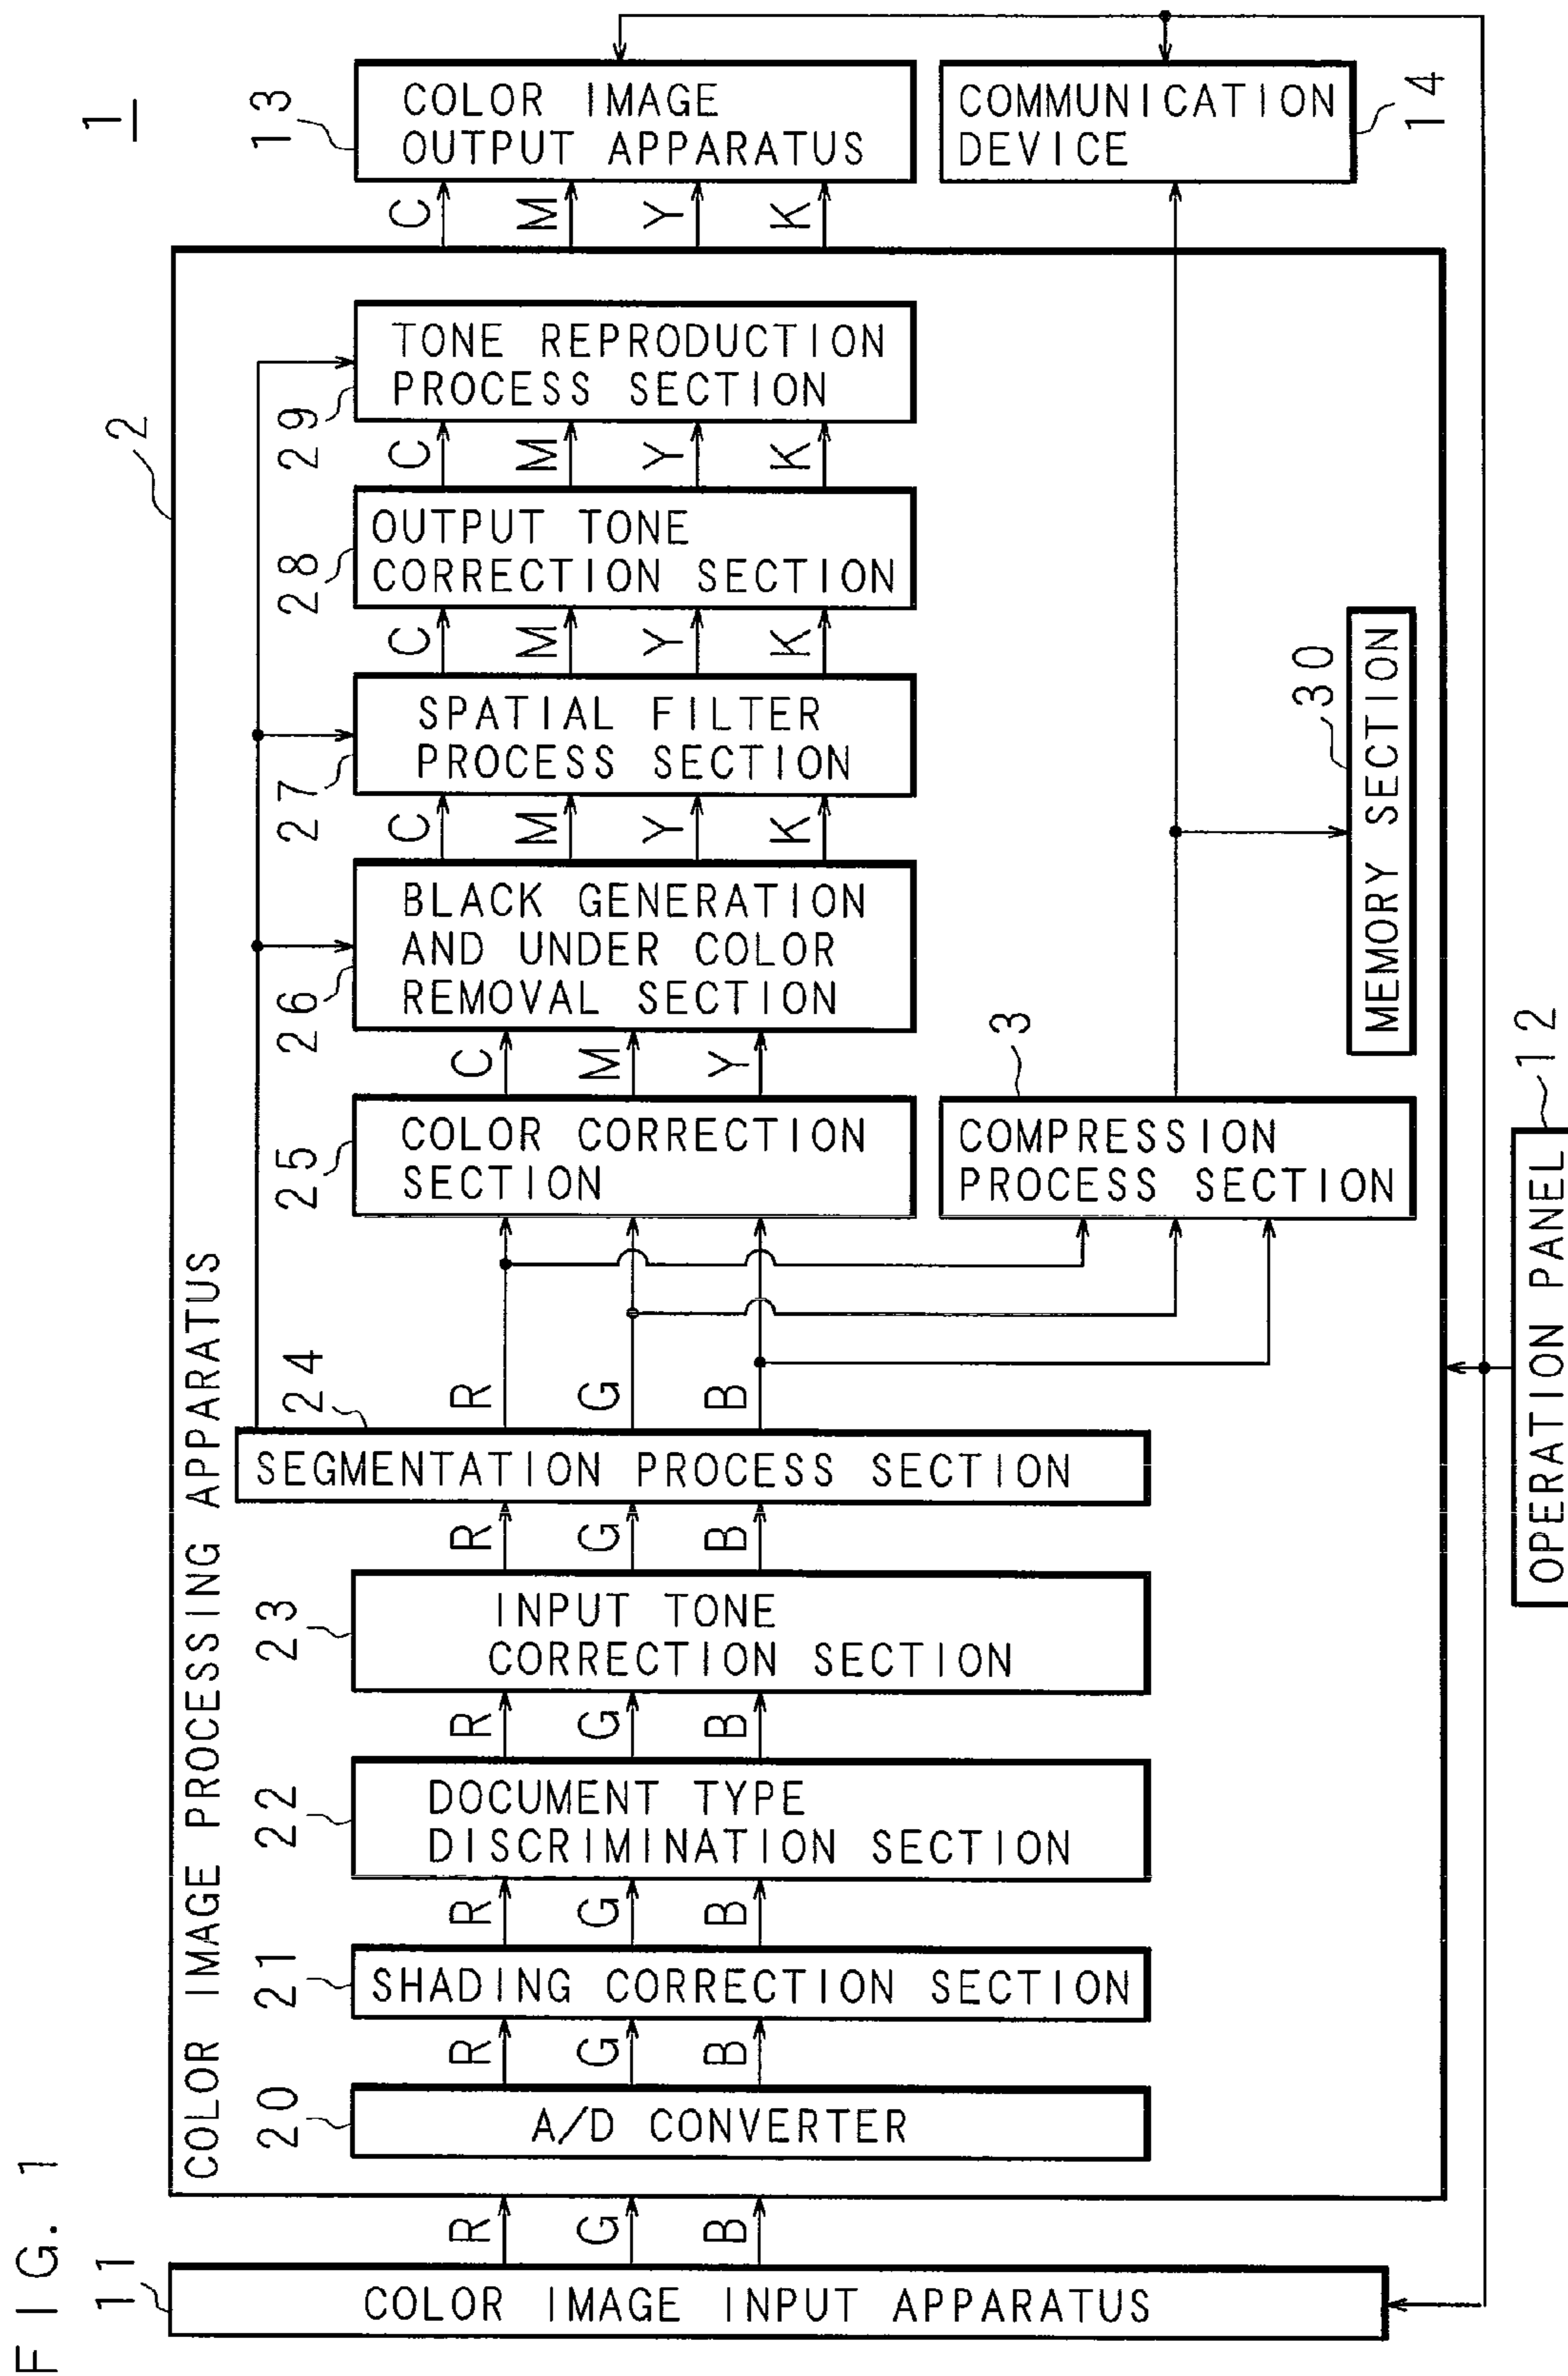 FIG. 1
1
11
COLOR IMAGE INPUT APPARATUS
R
G
B
2
COLOR IMAGE PROCESSING APPARATUS
20
A/D CONVERTER
R
G
B
21
SHADING CORRECTION SECTION
R
G
B
22
DOCUMENT TYPE
DISCRIMINATION SECTION
R
G
B
23
INPUT TONE
CORRECTION SECTION
R
G
B
24
SEGMENTATION PROCESS SECTION
R
G
B
25
COLOR CORRECTION
SECTION
C
M
Y
26
BLACK GENERATION
AND UNDER COLOR
REMOVAL SECTION
C
M
Y
K
27
SPATIAL FILTER
PROCESS SECTION
C
M
Y
K
28
OUTPUT TONE
CORRECTION SECTION
C
M
Y
K
29
TONE REPRODUCTION
PROCESS SECTION
C
M
Y
K
13
COLOR IMAGE
OUTPUT APPARATUS
3
COMPRESSION
PROCESS SECTION
30
MEMORY SECTION
COMMUNICATION
DEVICE
14
12
OPERATION PANEL